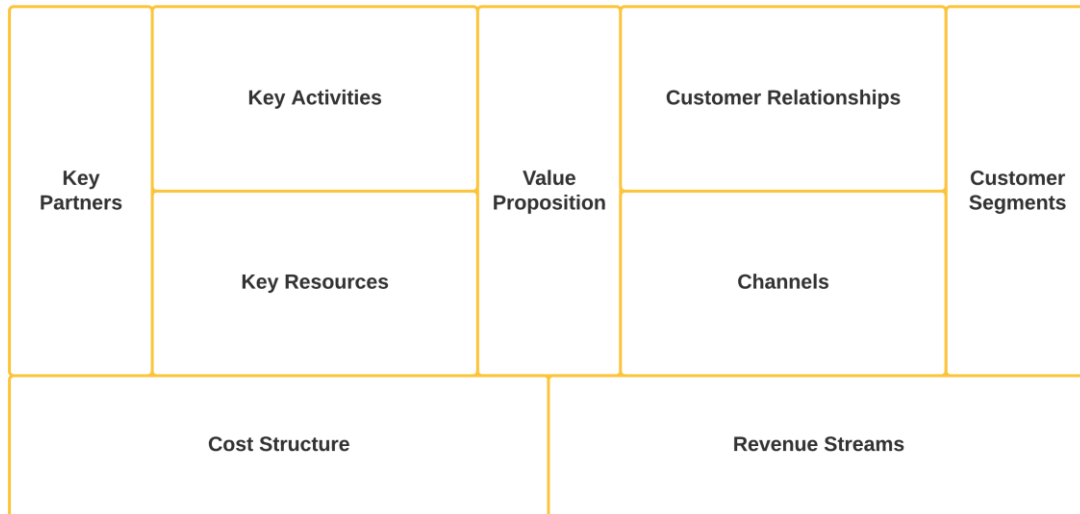 Key
Partners
Key Activities
Key Resources
Value
Proposition
Customer Relationships
Channels
Customer
Segments
Cost Structure
Revenue Streams